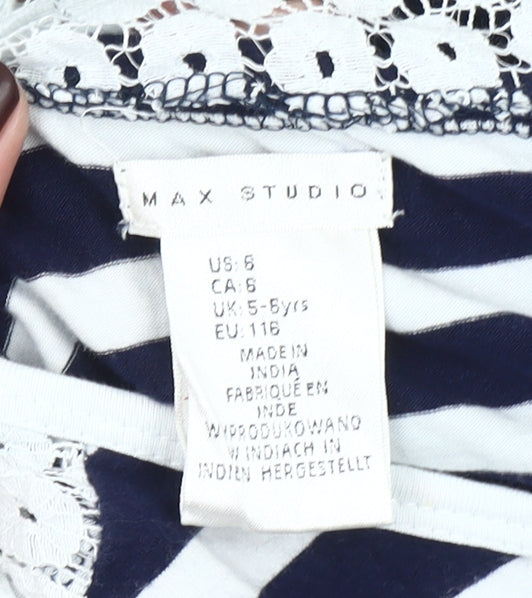 MAX STUDIO
US: 6
CA: 6
UK: 5-6yrs
EU: 116
MADE IN
INDIA
FABRIQUÉ EN
INDE
WYPRODUKOWANO
W INDIACH IN
INDIEN HERGESTELLT